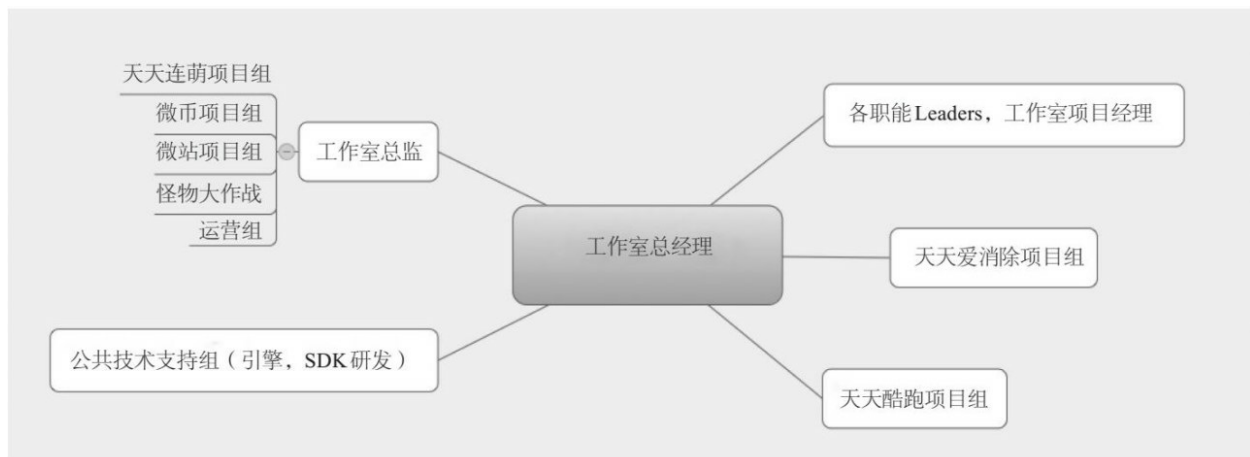 天天连萌项目组
微币项目组
微站项目组
怪物大作战
运营组
工作室总监
公共技术支持组（引擎，SDK研发）
工作室总经理
各职能Leaders，工作室项目经理
天天爱消除项目组
天天酷跑项目组